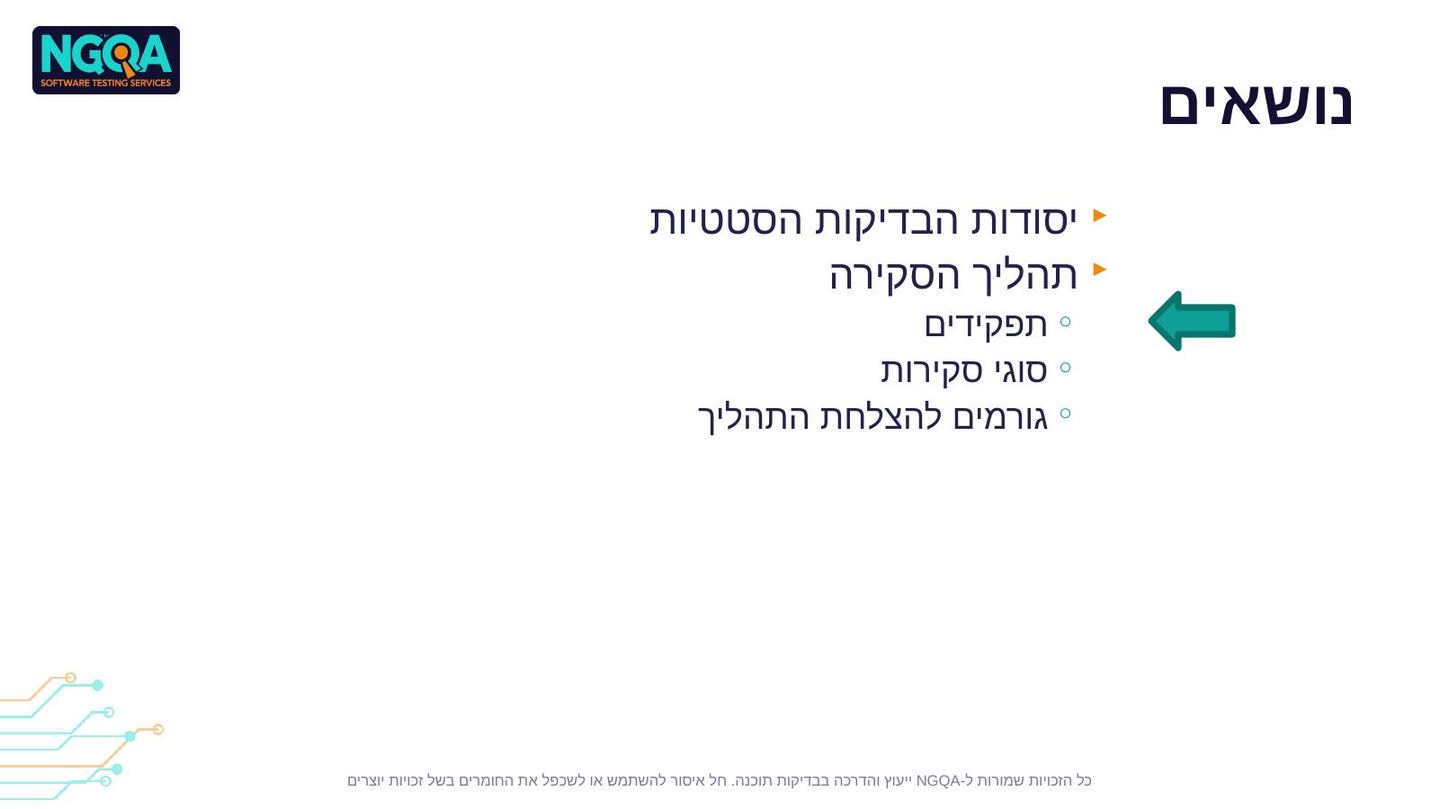 NGQA
SOFTWARE TESTING SERVICES
נושאים
יסודות הבדיקות הסטטיות
תהליך הסקירה
תפקידים
סוגי סקירות
גורמים להצלחת התהליך
כל הזכויות שמורות ל-NGQA ייעוץ והדרכה בבדיקות תוכנה. חל איסור להשתמש או לשכפל את החומרים בשל זכויות יוצרים